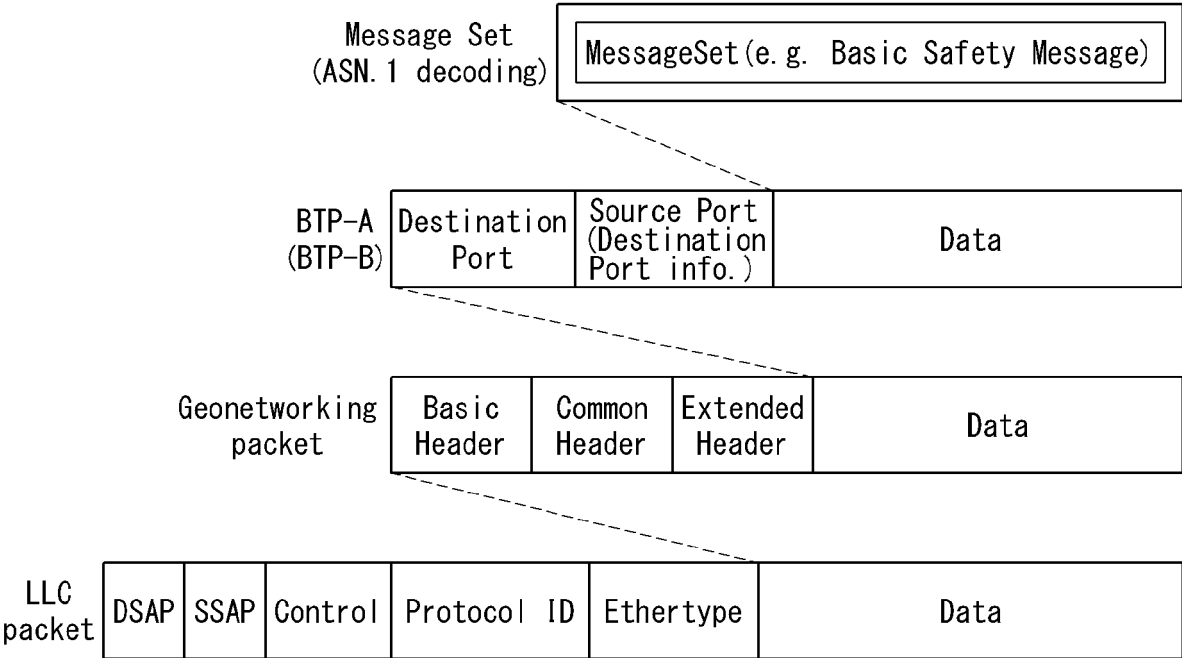 Message Set
(ASN.1 decoding)
MessageSet(e.g. Basic Safety Message)
BTP-A
(BTP-B)
Destination
Port
Source Port
(Destination
Port info.)
Data
Geonetworking
packet
Basic
Header
Common
Header
Extended
Header
Data
LLC
packet
DSAP
SSAP
Control
Protocol ID
Ethertype
Data